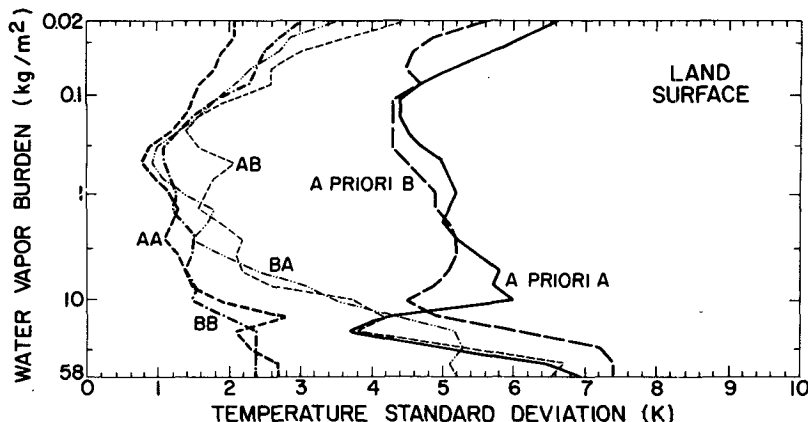 WATER VAPOR BURDEN (kg/m²)
0.02
0.1
1
10
58
LAND
SURFACE
AB
A PRIORI B
AA
BA
A PRIORI A
BB
0 1 2 3 4 5 6 7 8 9 10
TEMPERATURE STANDARD DEVIATION (K)